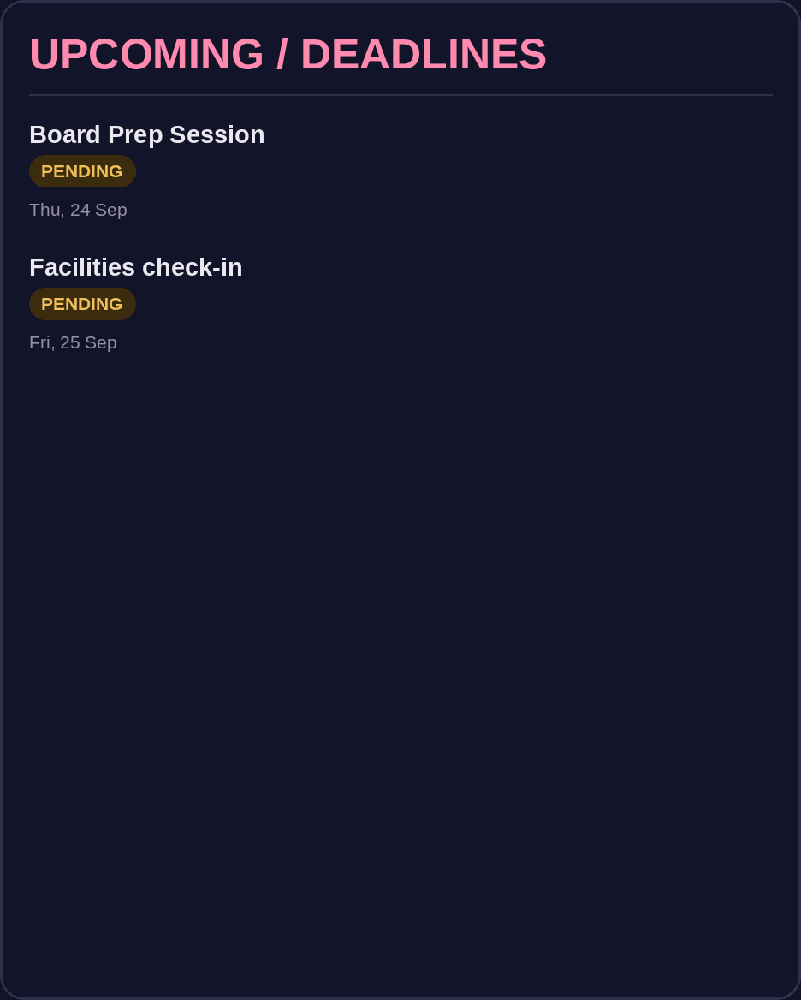 UPCOMING / DEADLINES
Board Prep Session
PENDING
Thu, 24 Sep
Facilities check-in
PENDING
Fri, 25 Sep